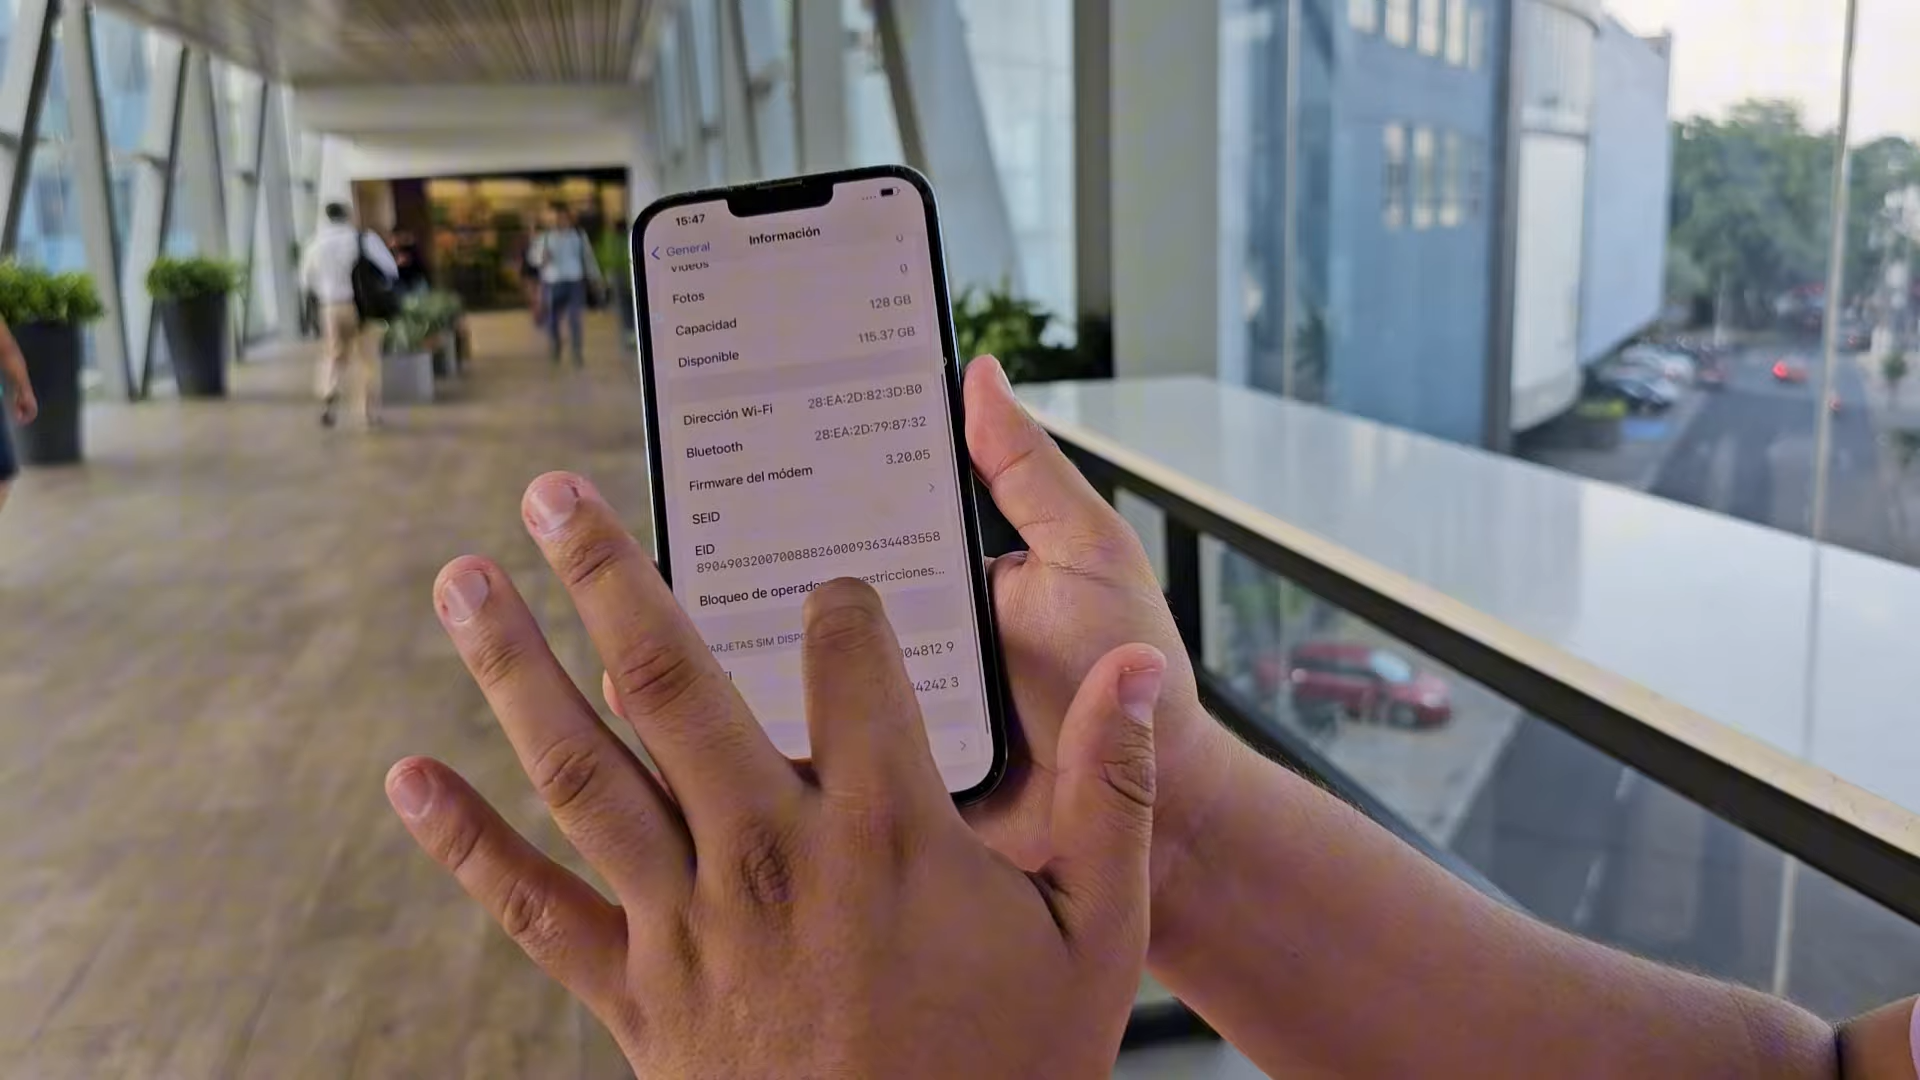 15:47
General
Información
Videos 0
Fotos 0
Capacidad 128 GB
Disponible 115.37 GB
Dirección Wi-Fi 28:EA:2D:82:3D:B0
Bluetooth 28:EA:2D:79:87:32
Firmware del módem 3.20.05
SEID
EID
89049032007008882600093634483558
Bloqueo de operador estricciones...
TARJETAS SIM DISPO
04812 9
4242 3